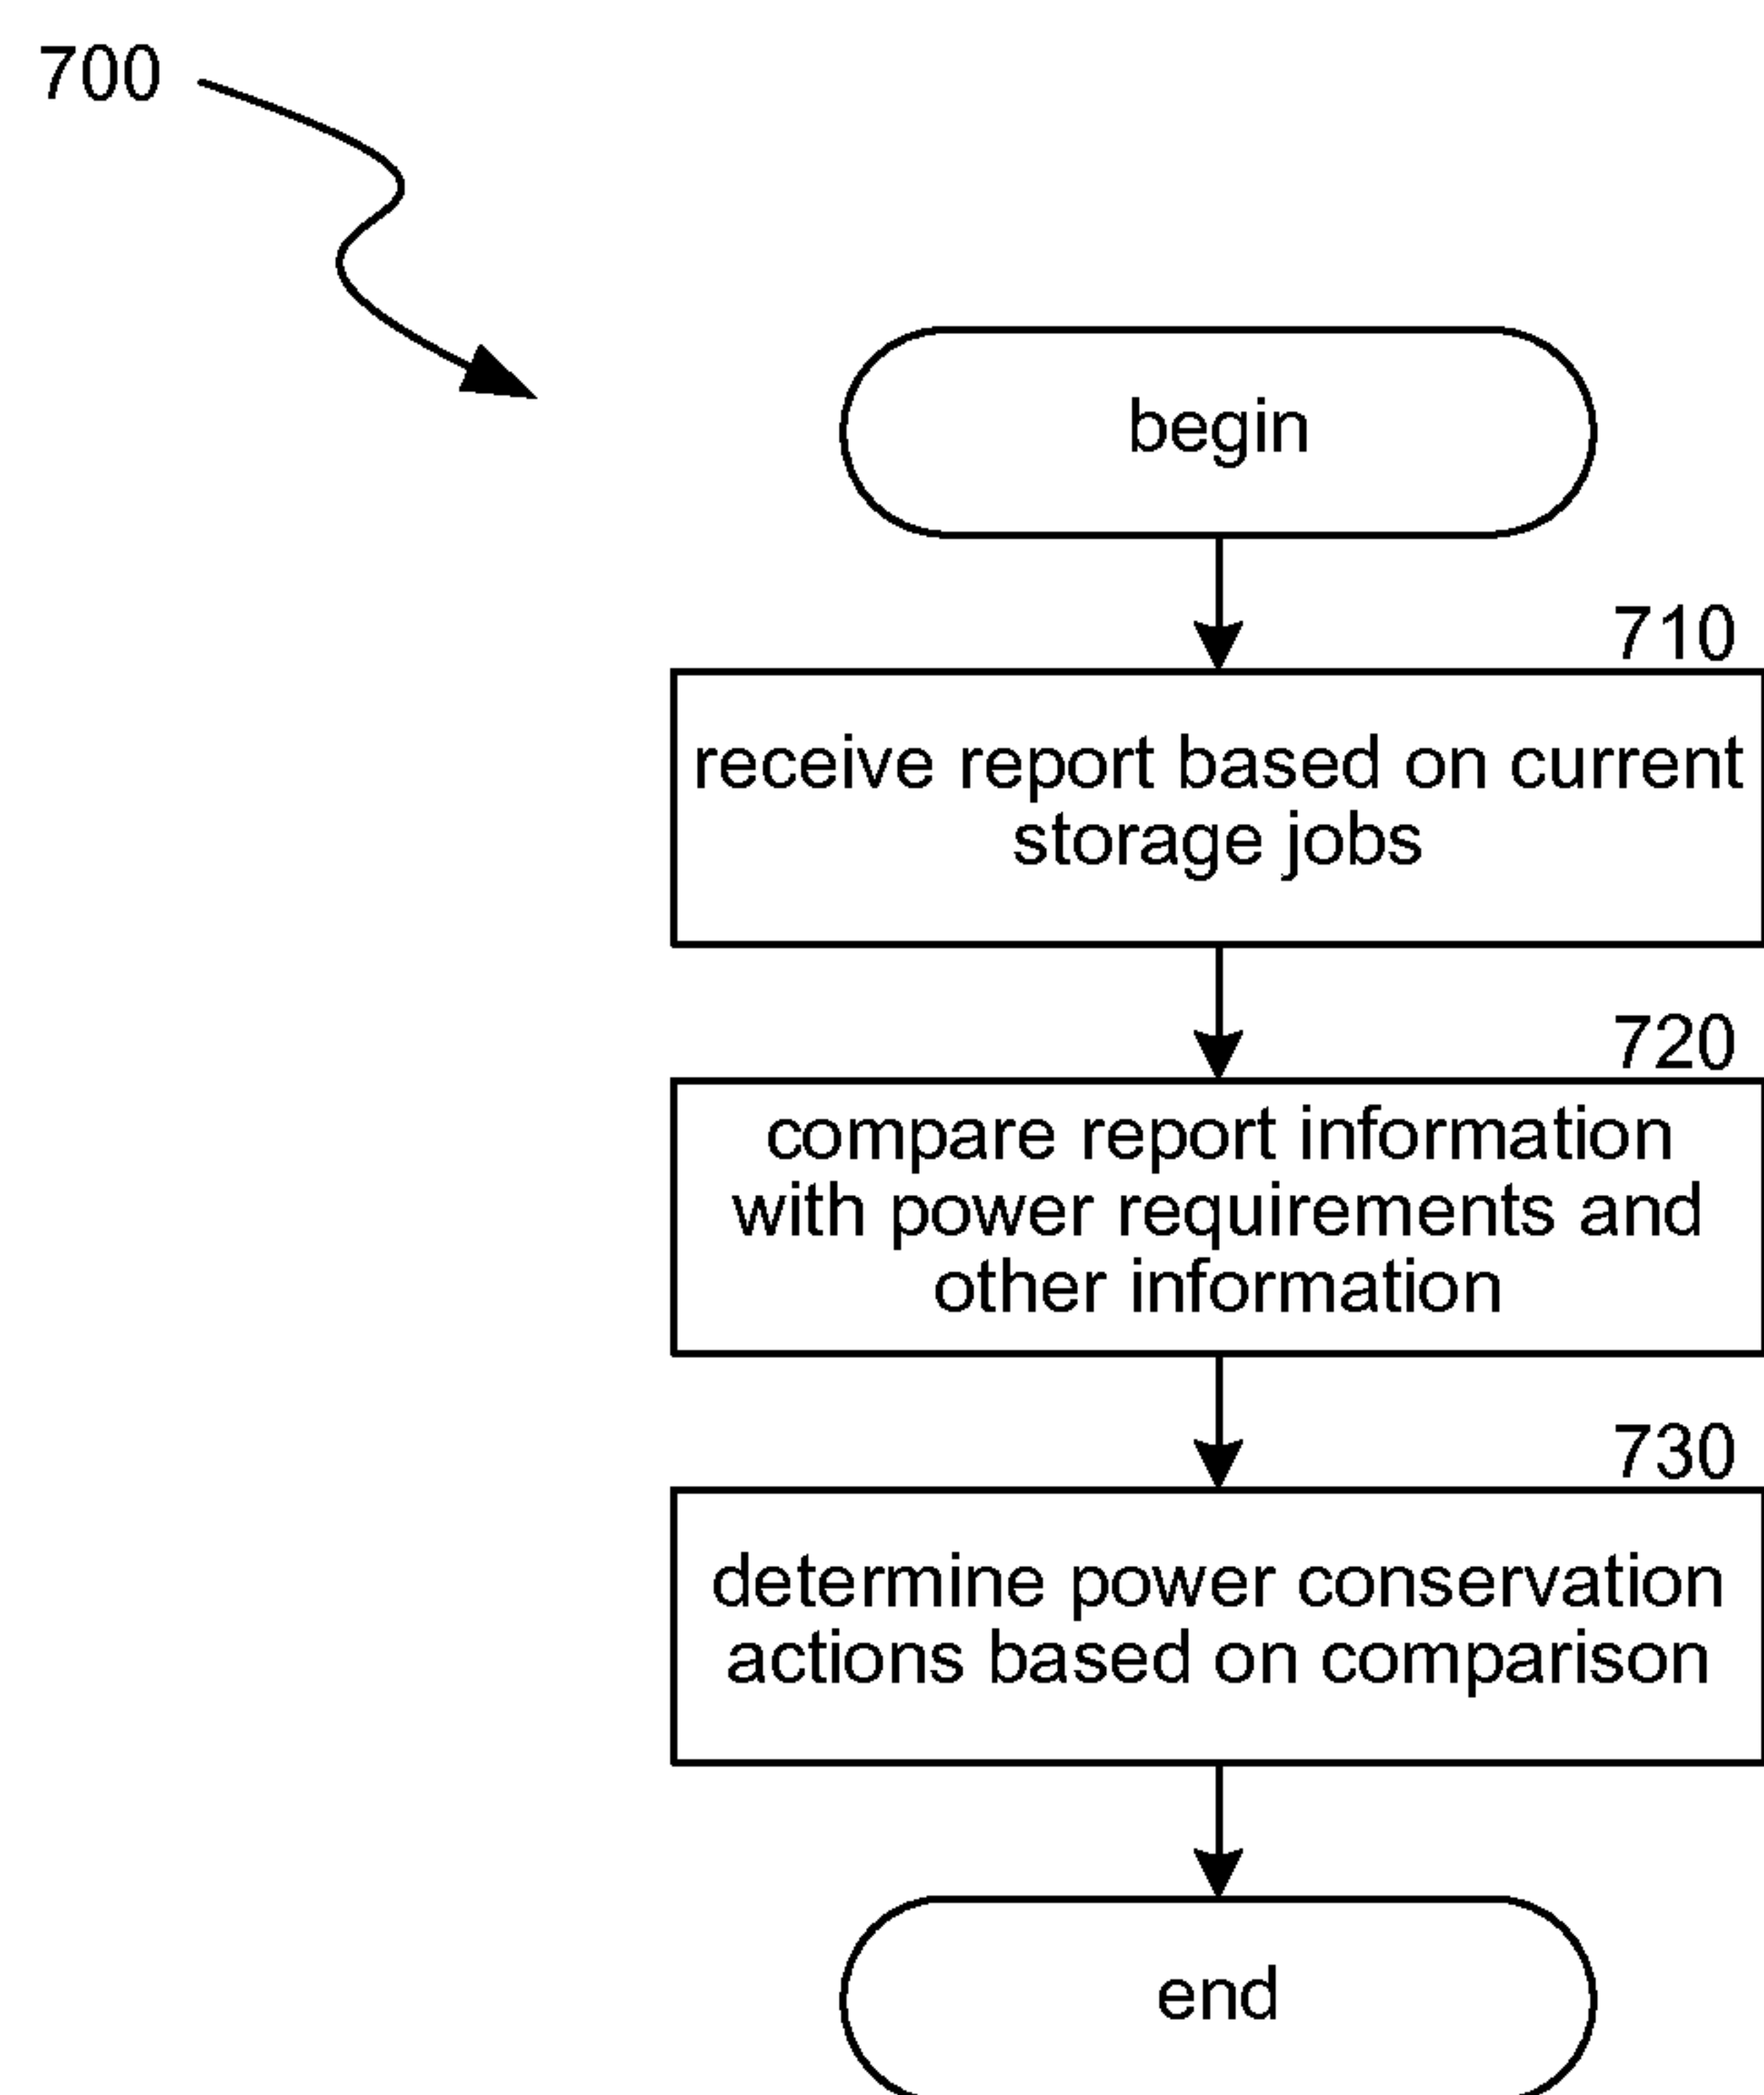 700
begin
710
receive report based on current
storage jobs
720
compare report information
with power requirements and
other information
730
determine power conservation
actions based on comparison
end